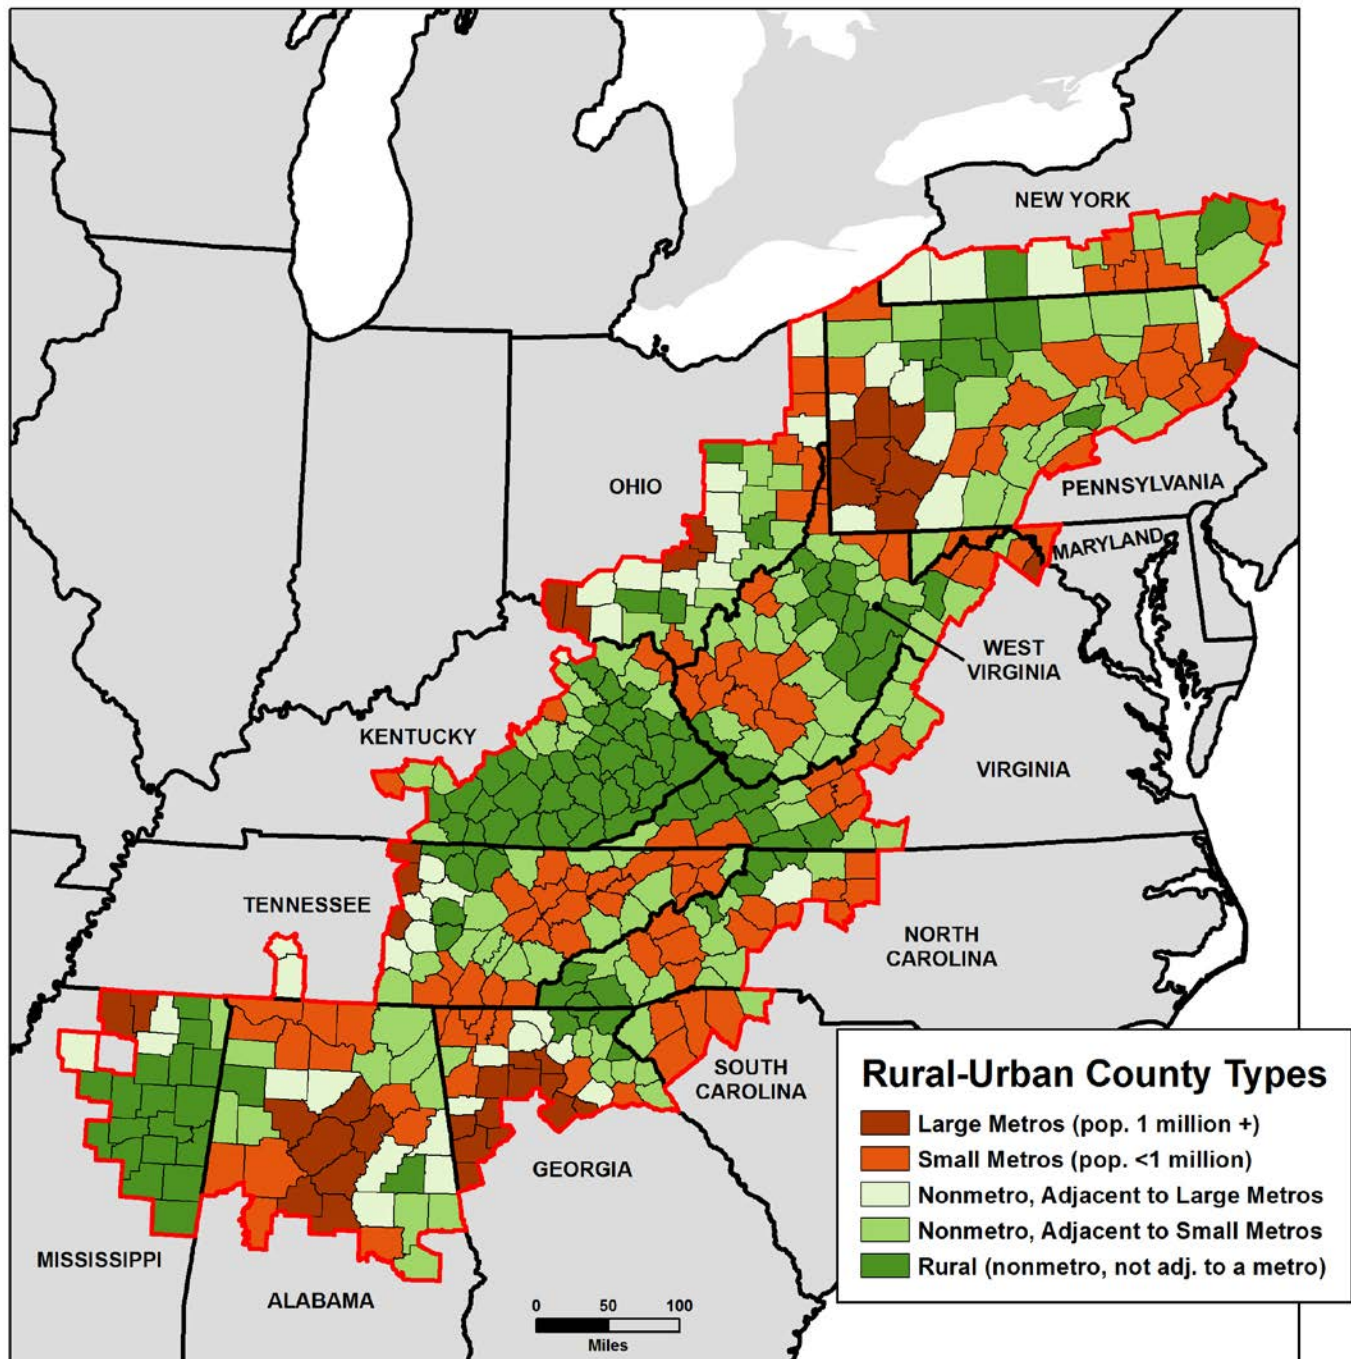 NEW YORK
OHIO
PENNSYLVANIA
MARYLAND
WEST
VIRGINIA
KENTUCKY
VIRGINIA
TENNESSEE
NORTH
CAROLINA
SOUTH
CAROLINA
GEORGIA
MISSISSIPPI
ALABAMA
0 50 100
Miles
Rural-Urban County Types
Large Metros (pop. 1 million +)
Small Metros (pop. <1 million)
Nonmetro, Adjacent to Large Metros
Nonmetro, Adjacent to Small Metros
Rural (nonmetro, not adj. to a metro)